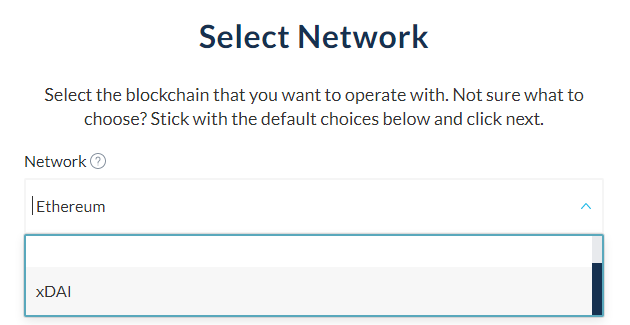 Select Network
Select the blockchain that you want to operate with. Not sure what to
choose? Stick with the default choices below and click next.
Network ?
Ethereum
xDAI